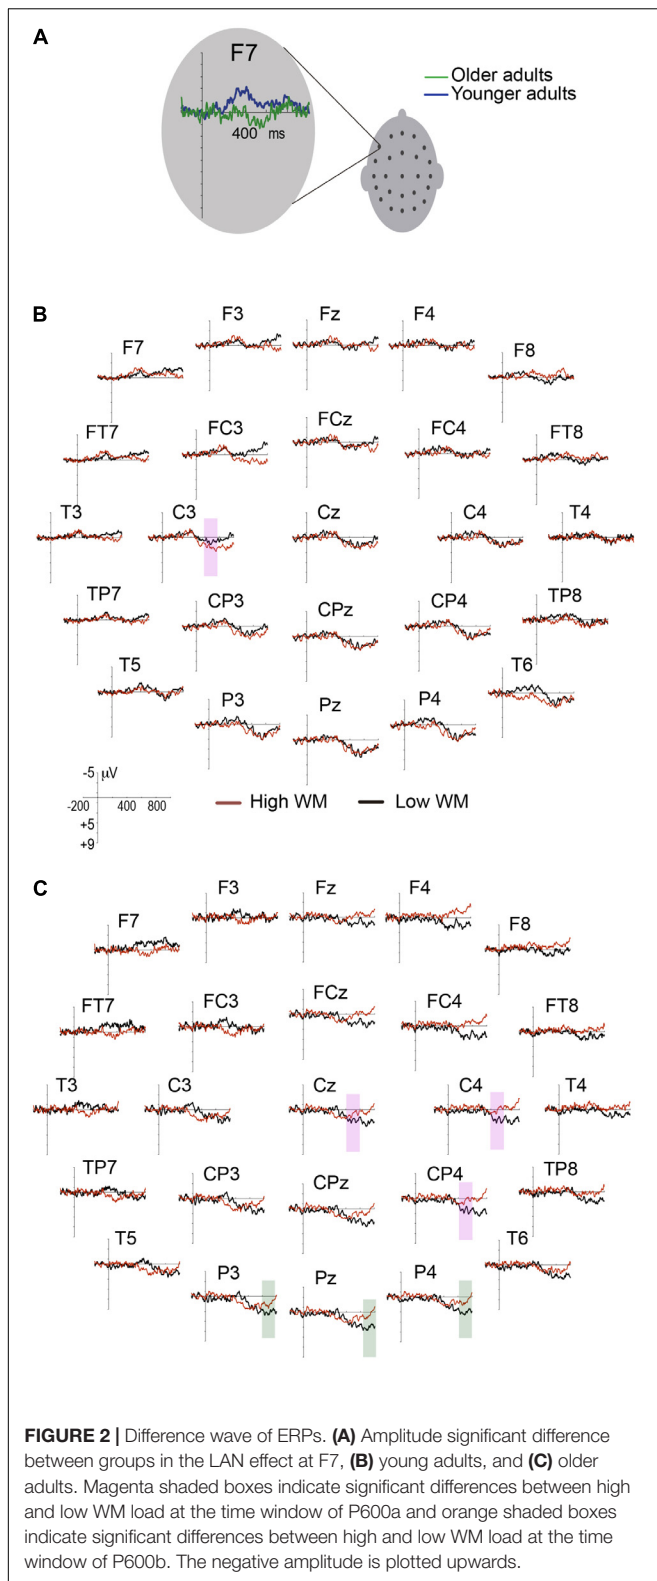 A
F7
400 ms
Older adults
Younger adults
B
F3 Fz F4
F7 F8
FT7 FC3 FCz FC4 FT8
T3 C3 Cz C4 T4
TP7 CP3 CPz CP4 TP8
T5 P3 Pz P4 T6
-5 µV
-200 400 800
+5
+9
High WM Low WM
C
F3 Fz F4
F7 F8
FT7 FC3 FCz FC4 FT8
T3 C3 Cz C4 T4
TP7 CP3 CPz CP4 TP8
T5 P3 Pz P4 T6
FIGURE 2 | Difference wave of ERPs. (A) Amplitude significant difference
between groups in the LAN effect at F7, (B) young adults, and (C) older
adults. Magenta shaded boxes indicate significant differences between high
and low WM load at the time window of P600a and orange shaded boxes
indicate significant differences between high and low WM load at the time
window of P600b. The negative amplitude is plotted upwards.